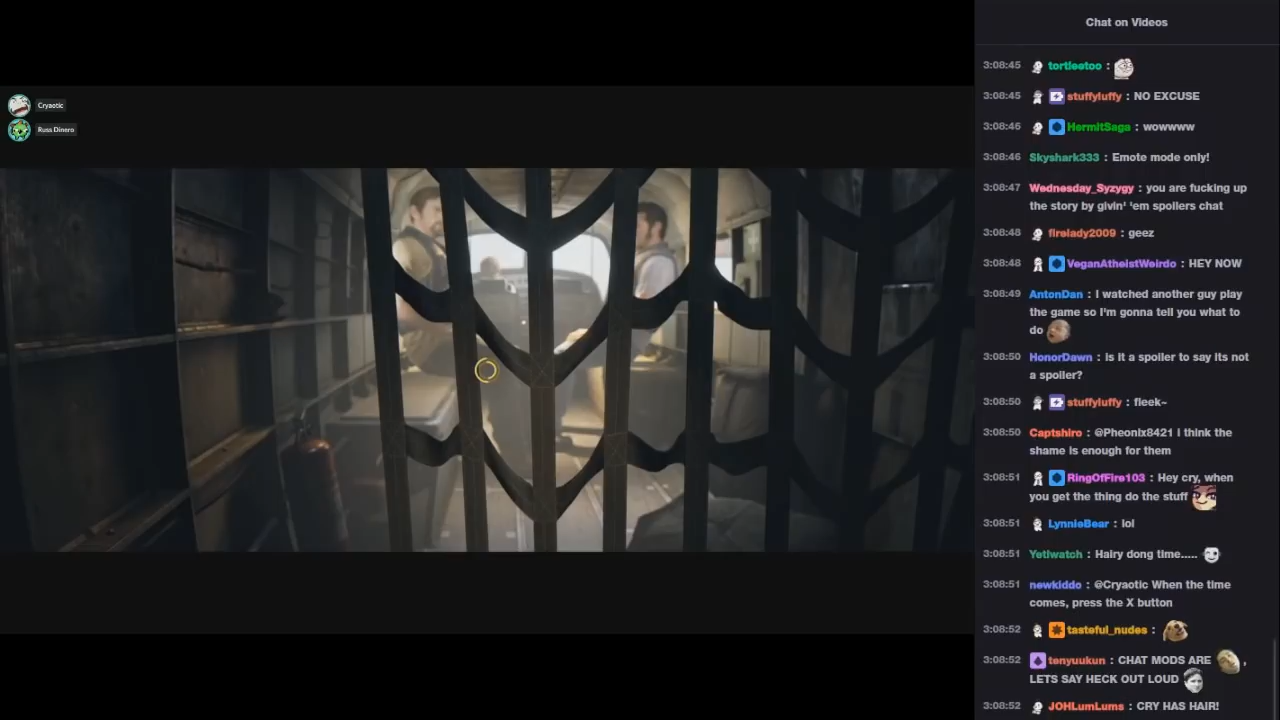 Chat on Videos
Cryaotic
Russ Dinero
3:08:45 tortleetoo :
3:08:45 stuffyluffy : NO EXCUSE
3:08:46 HermitSaga : wowwww
3:08:46 Skyshark333 : Emote mode only!
3:08:47 Wednesday_Syzygy : you are fucking up
the story by givin' 'em spoilers chat
3:08:48 firelady2009 : geez
3:08:48 VeganAtheistWeirdo : HEY NOW
3:08:49 AntonDan : I watched another guy play
the game so I'm gonna tell you what to
do
3:08:50 HonorDawn : is it a spoiler to say its not
a spoiler?
3:08:50 stuffyluffy : fleek~
3:08:50 Captshiro : @Pheonix8421 i think the
shame is enough for them
3:08:51 RingOfFire103 : Hey cry, when
you get the thing do the stuff
3:08:51 LynnieBear : lol
3:08:51 Yetiwatch : Hairy dong time.....
3:08:51 newkiddo : @Cryaotic When the time
comes, press the X button
3:08:52 tasteful_nudes :
3:08:52 tenyuukun : CHAT MODS ARE ,
LETS SAY HECK OUT LOUD
3:08:52 JOHLumLums : CRY HAS HAIR!